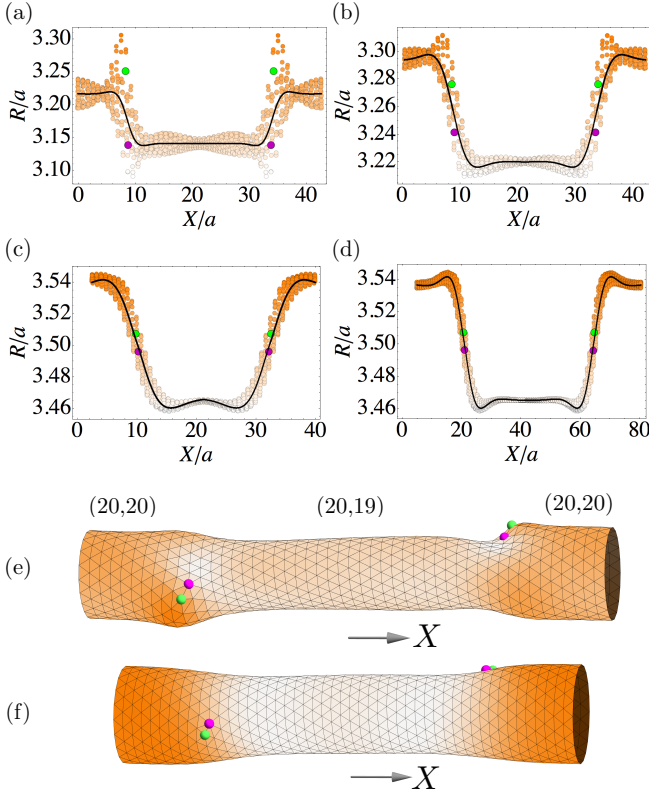 (a)
3.30
3.25
3.20
3.15
3.10
R/a
0 10 20 30 40
X/a
(b)
3.30
3.28
3.26
3.24
3.22
R/a
0 10 20 30 40
X/a
(c)
3.54
3.52
3.50
3.48
3.46
R/a
0 10 20 30 40
X/a
(d)
3.54
3.52
3.50
3.48
3.46
R/a
0 20 40 60 80
X/a
(20,20) (20,19) (20,20)
(e)
X
(f)
X